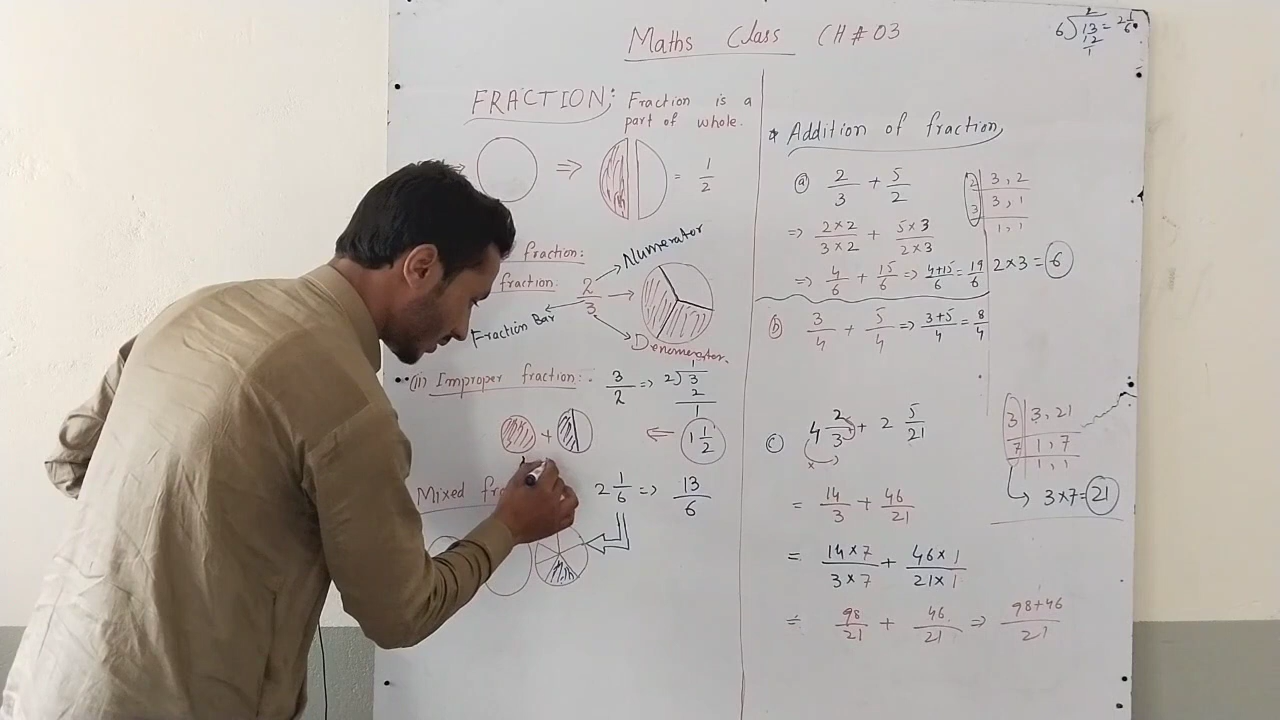 Maths Class CH # 03
6) 13 = 2 1/6
2
12
1
FRACTION: Fraction is a
part of whole.
⇒ = 1/2
fraction:
fraction. 2/3 → Numerator
Fraction Bar
Denomerator.
(ii) Improper fraction:. 3/2 ⇒ 2) 3
1
2
1
+ ⇐ 1 1/2
Mixed fra 2 1/6 ⇒ 13/6
* Addition of fraction,
(a) 2/3 + 5/2
2 | 3, 2
3 | 3, 1
1, 1
⇒ 2×2/3×2 + 5×3/2×3
⇒ 4/6 + 15/6 ⇒ 4+15/6 = 19/6
2×3 = 6
(b) 3/4 + 5/4 ⇒ 3+5/4 = 8/4
(c) 4 2/3 + 2 5/21
× +
3 | 3, 21
7 | 1, 7
1, 1
→ 3×7=21
= 14/3 + 46/21
= 14×7/3×7 + 46×1/21×1
= 98/21 + 46/21 ⇒ 98+46/21